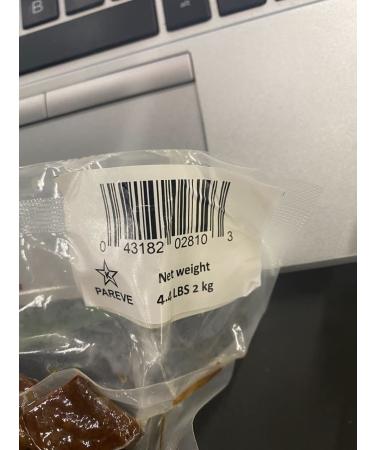 B
0 43182 02810 3
K
PAREVE
Net weight
4.4 LBS 2 kg